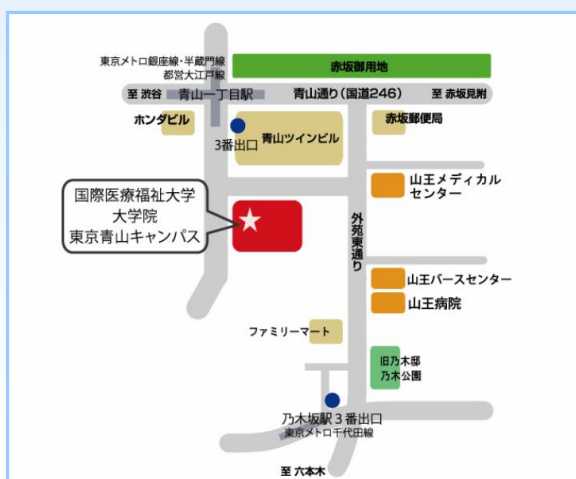 東京メトロ銀座線・半蔵門線
都営大江戸線
赤坂御用地
至 渋谷
青山一丁目駅
青山通り(国道246)
至 赤坂見附
ホンダビル
3番出口
青山ツインビル
赤坂郵便局
国際医療福祉大学
大学院
東京青山キャンパス
山王メディカル
センター
外苑東通り
山王バースセンター
山王病院
ファミリーマート
旧乃木邸
乃木公園
乃木坂駅3番出口
東京メトロ千代田線
至 六本木